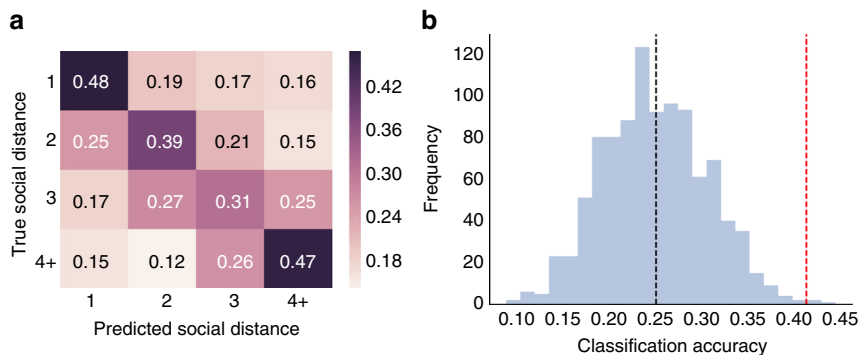 a
1 0.48 0.19 0.17 0.16
2 0.25 0.39 0.21 0.15
3 0.17 0.27 0.31 0.25
4+ 0.15 0.12 0.26 0.47
1 2 3 4+
Predicted social distance
True social distance
0.42
0.36
0.30
0.24
0.18
b
120
100
80
60
40
20
0
0.10 0.15 0.20 0.25 0.30 0.35 0.40 0.45
Classification accuracy
Frequency